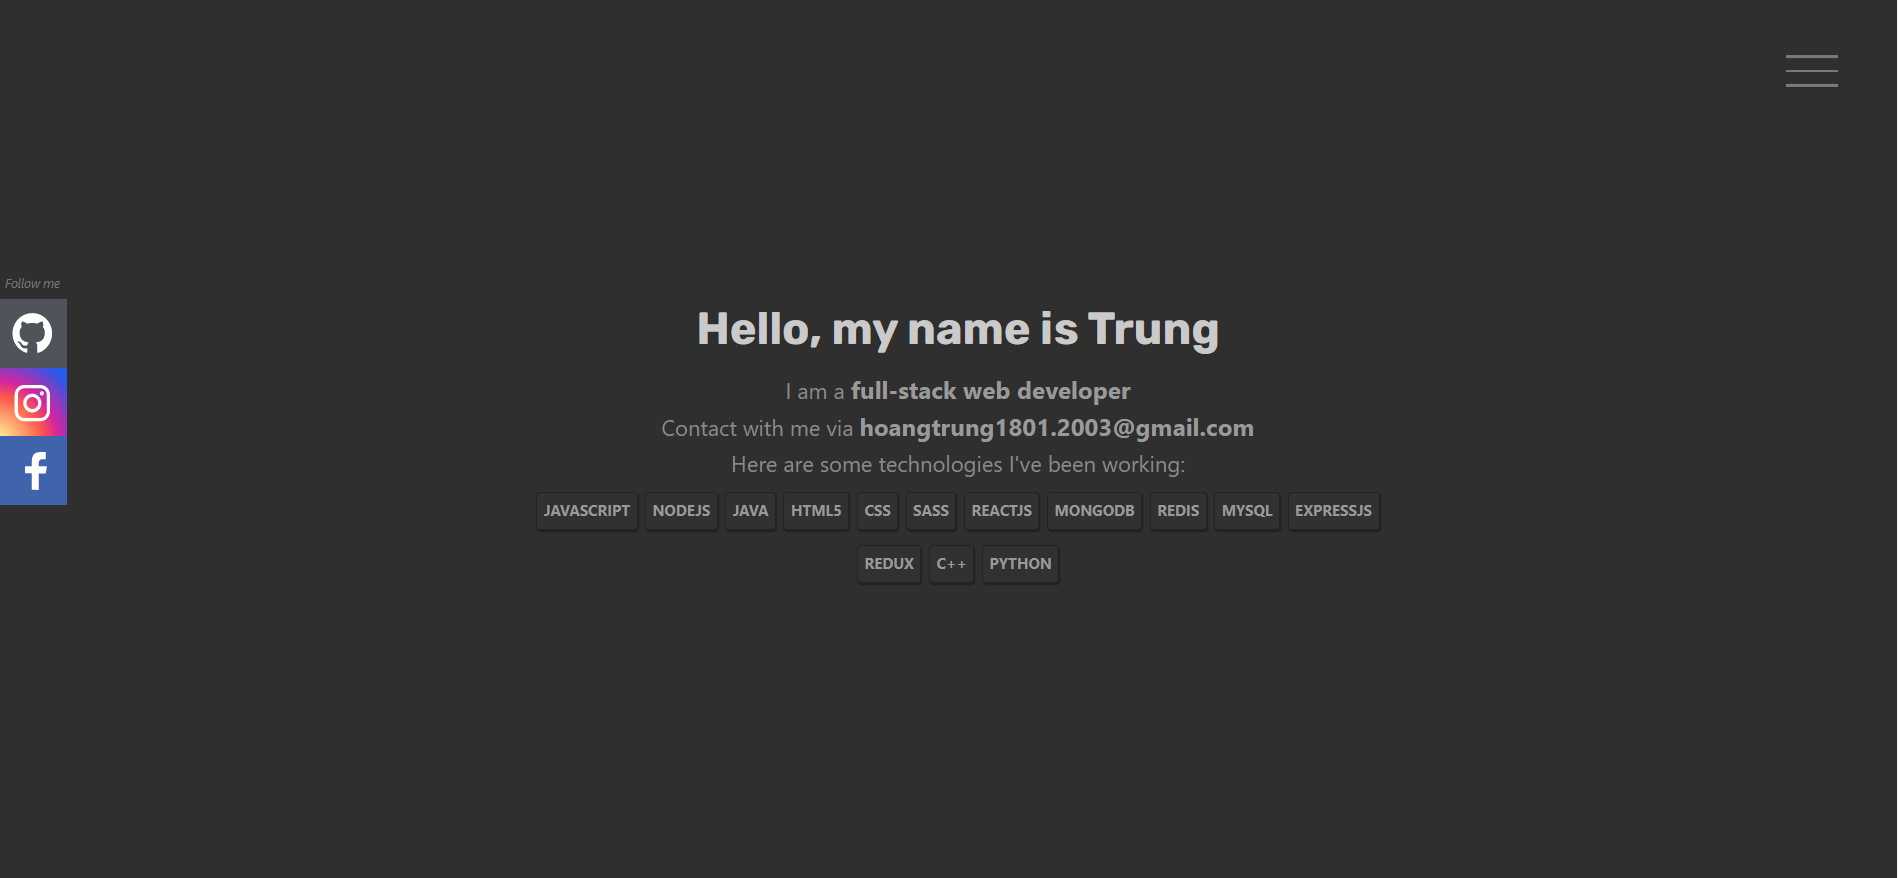 Follow me
Hello, my name is Trung
I am a full-stack web developer
Contact with me via hoangtrung1801.2003@gmail.com
Here are some technologies I've been working:
JAVASCRIPT NODEJS JAVA HTML5 CSS SASS REACTJS MONGODB REDIS MYSQL EXPRESSJS
REDUX C++ PYTHON